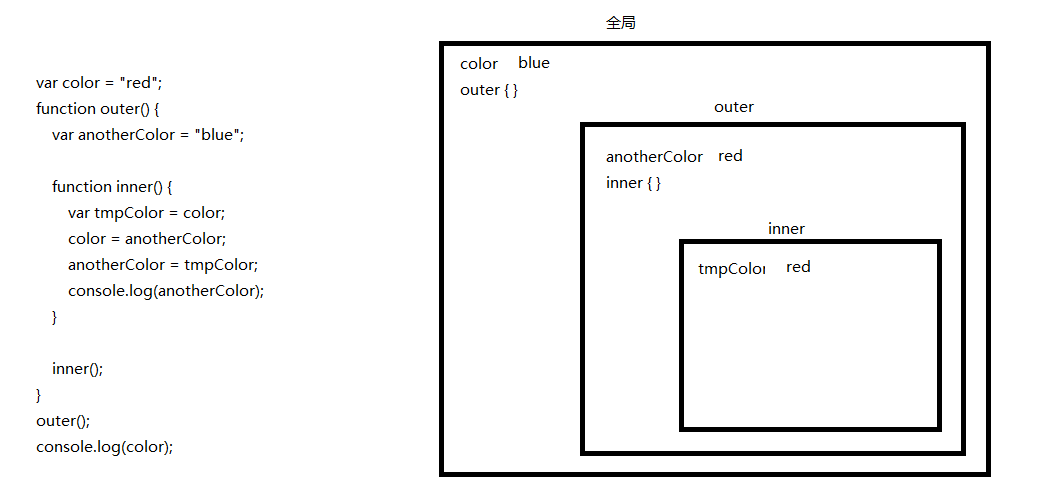 var color = "red";
function outer() {
var anotherColor = "blue";
function inner() {
var tmpColor = color;
color = anotherColor;
anotherColor = tmpColor;
console.log(anotherColor);
}
inner();
}
outer();
console.log(color);
全局
color blue
outer { }
outer
anotherColor red
inner { }
inner
tmpColor red